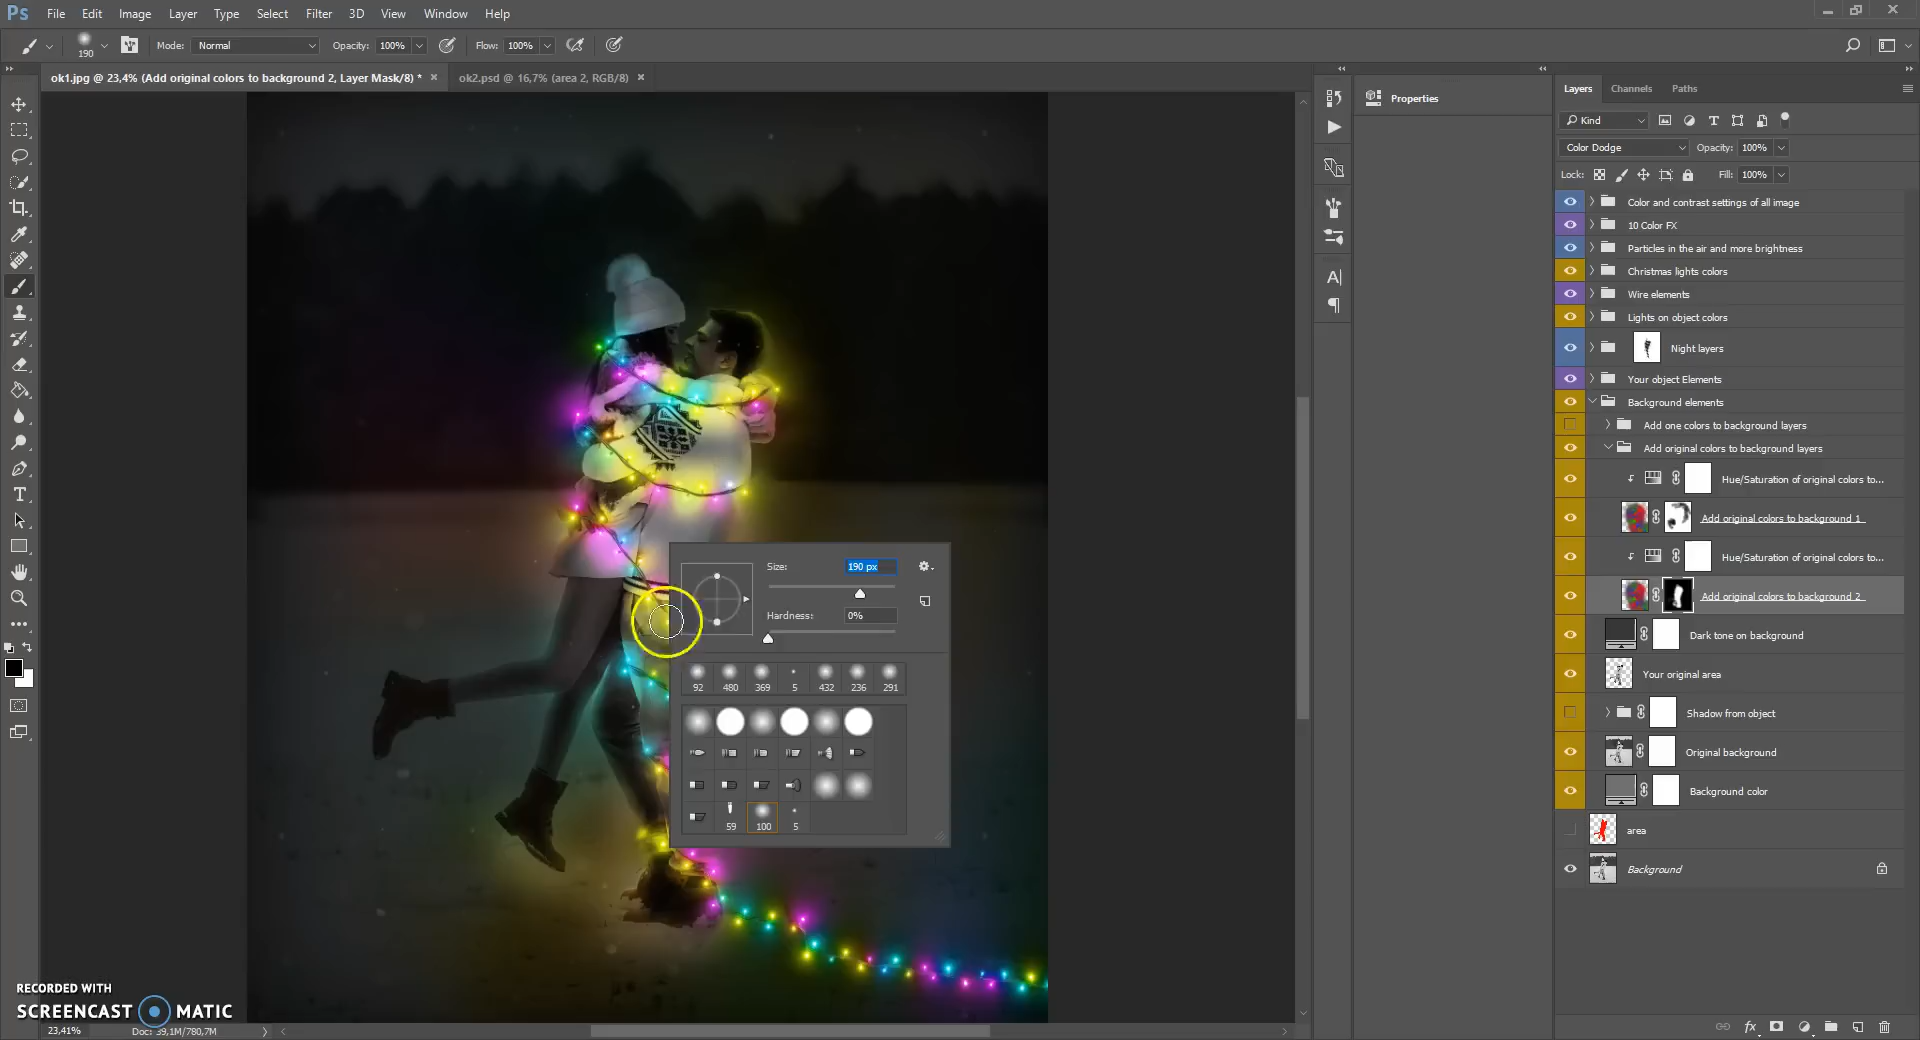 Ps File Edit Image Layer Type Select Filter 3D View Window Help
190 Mode: Normal Opacity: 100% Flow: 100%
ok1.jpg @ 23,4% (Add original colors to background 2, Layer Mask/8) * × ok2.psd @ 16,7% (area 2, RGB/8) ×
Properties
Layers Channels Paths
Kind
Color Dodge Opacity: 100%
Lock: Fill: 100%
Color and contrast settings of all image
10 Color FX
Particles in the air and more brightness
Christmas lights colors
Wire elements
Lights on object colors
Night layers
Your object Elements
Background elements
Add one colors to background layers
Add original colors to background layers
Hue/Saturation of original colors to...
Add original colors to background 1
Hue/Saturation of original colors to...
Add original colors to background 2
Dark tone on background
Your original area
Shadow from object
Original background
Background color
area
Background
Size: 190 px
Hardness: 0%
92 480 369 5 432 236 291
59 100 5
RECORDED WITH
SCREENCAST MATIC
23,41% Doc: 39,1M/780,7M